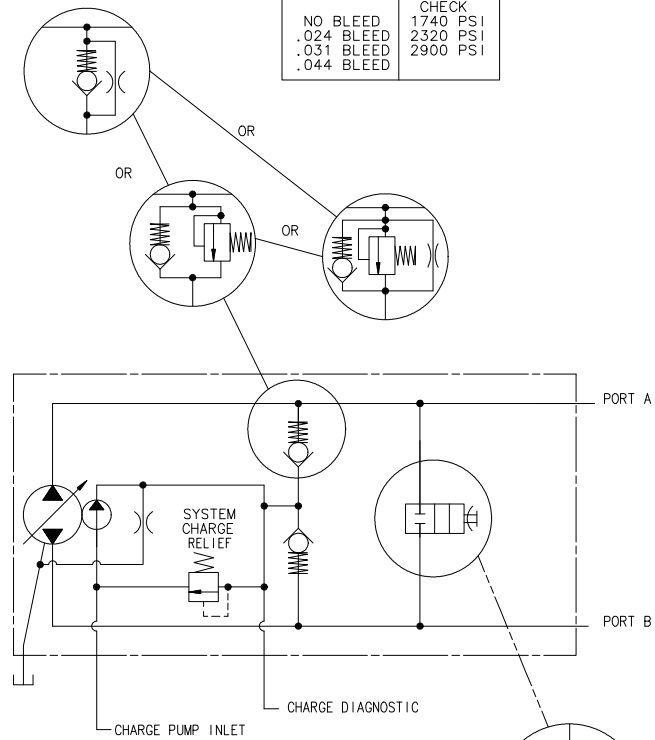 CHECK
NO BLEED 1740 PSI
.024 BLEED 2320 PSI
.031 BLEED 2900 PSI
.044 BLEED
OR
OR
OR
PORT A
SYSTEM
CHARGE
RELIEF
PORT B
CHARGE DIAGNOSTIC
CHARGE PUMP INLET